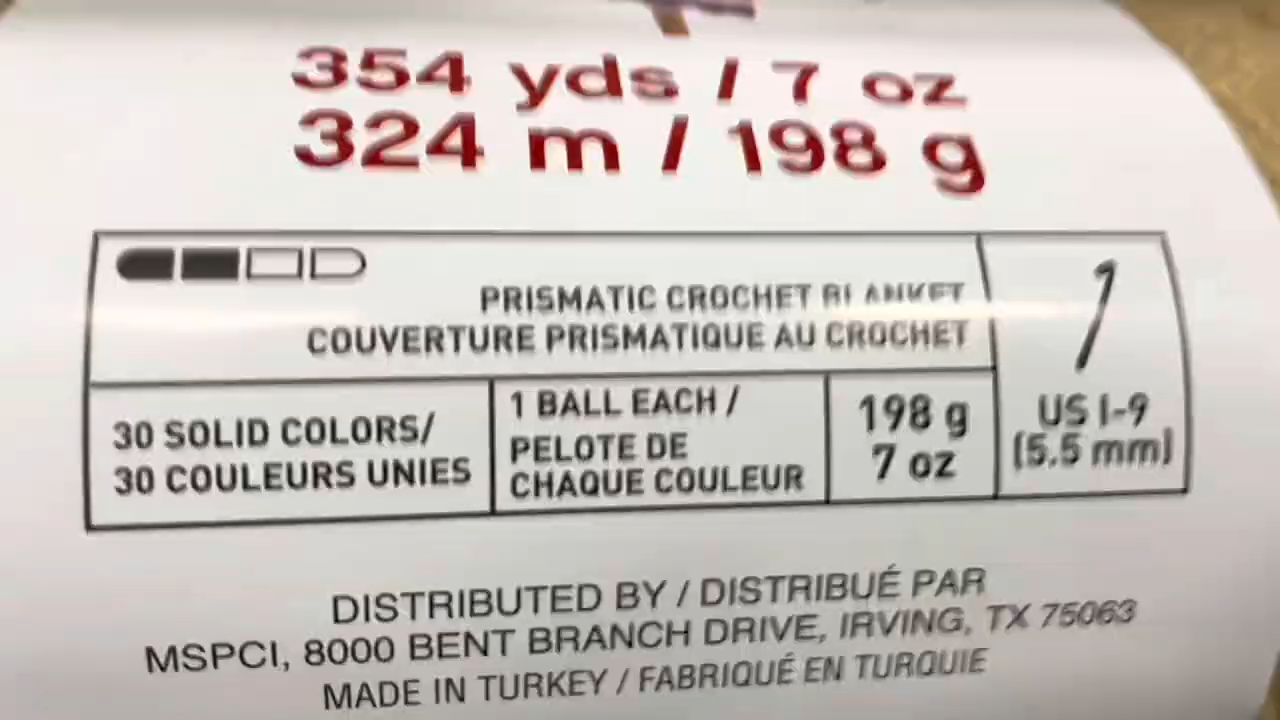 354 yds / 7 oz
324 m / 198 g
PRISMATIC CROCHET BLANKET
COUVERTURE PRISMATIQUE AU CROCHET
30 SOLID COLORS/
30 COULEURS UNIES
1 BALL EACH /
PELOTE DE
CHAQUE COULEUR
198 g
7 oz
US I-9
(5.5 mm)
DISTRIBUTED BY / DISTRIBUÉ PAR
MSPCI, 8000 BENT BRANCH DRIVE, IRVING, TX 75063
MADE IN TURKEY / FABRIQUÉ EN TURQUIE